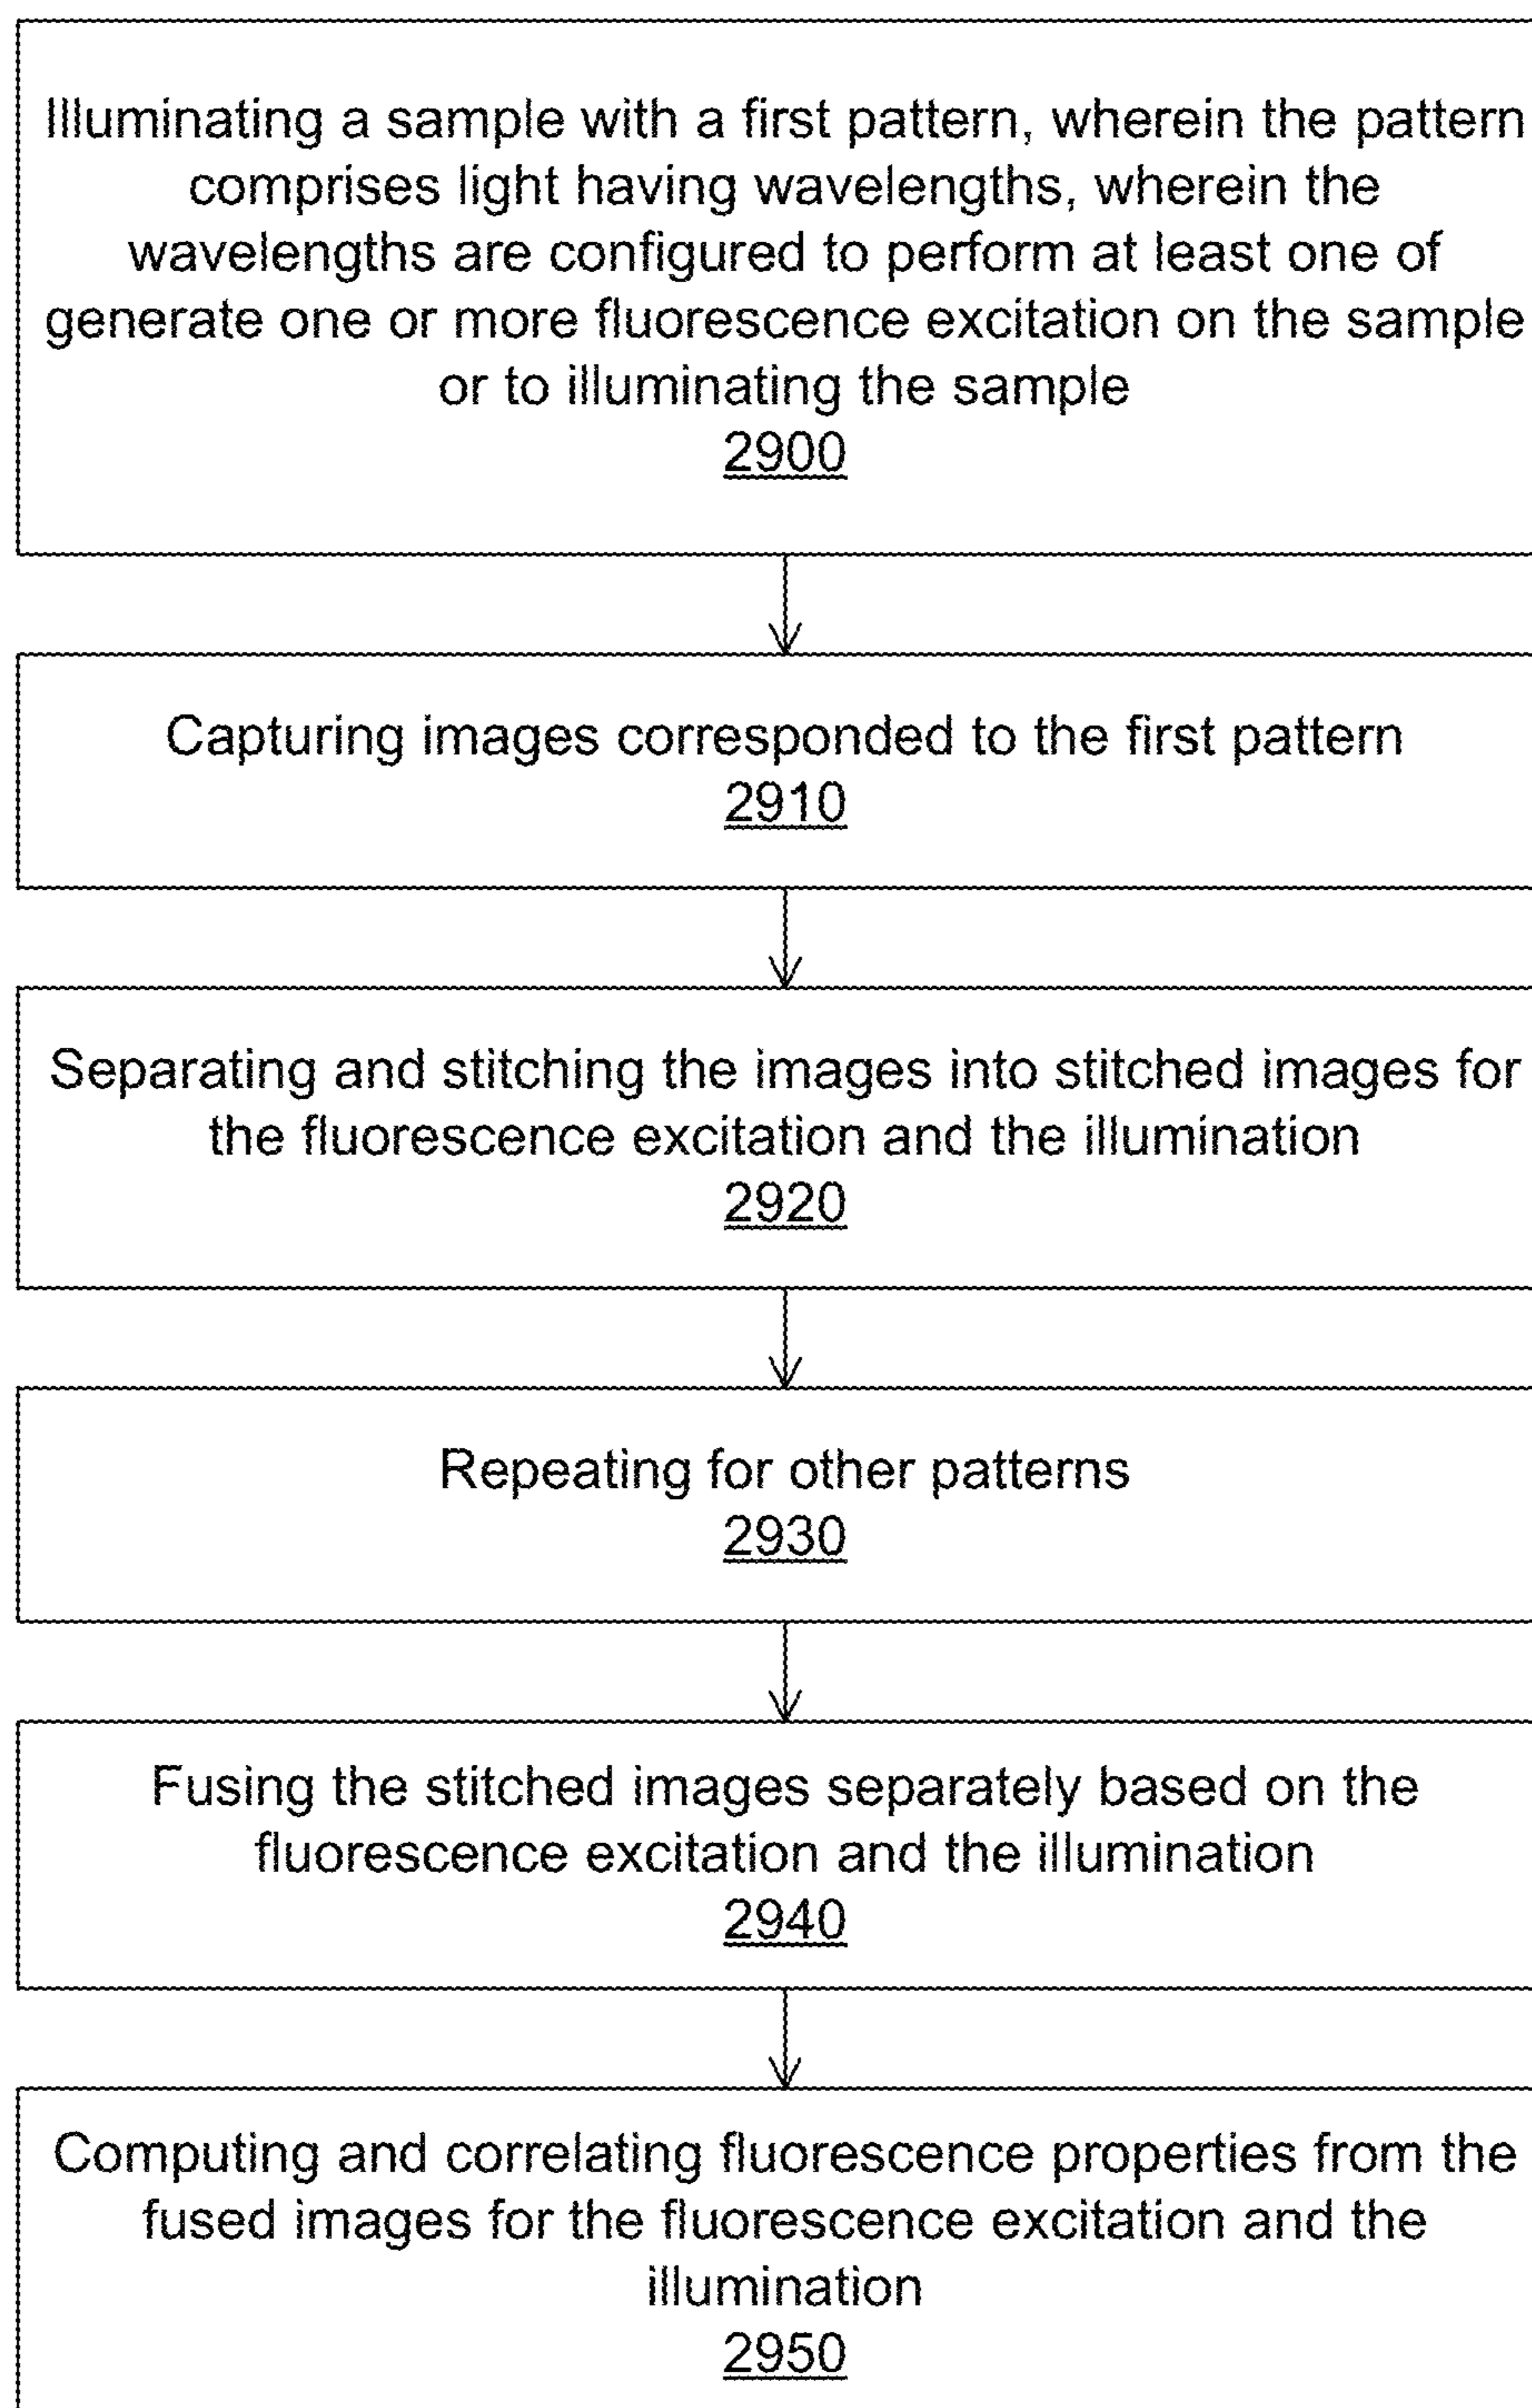 Illuminating a sample with a first pattern, wherein the pattern
comprises light having wavelengths, wherein the
wavelengths are configured to perform at least one of
generate one or more fluorescence excitation on the sample
or to illuminating the sample
2900
Capturing images corresponded to the first pattern
2910
Separating and stitching the images into stitched images for
the fluorescence excitation and the illumination
2920
Repeating for other patterns
2930
Fusing the stitched images separately based on the
fluorescence excitation and the illumination
2940
Computing and correlating fluorescence properties from the
fused images for the fluorescence excitation and the
illumination
2950